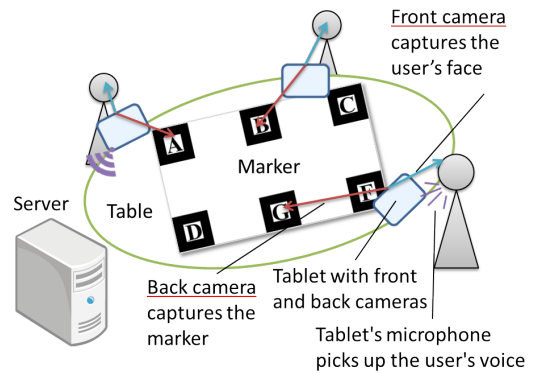 Front camera
captures the
user's face
A
B
C
Marker
D
G
F
Server
Table
Back camera
captures the
marker
Tablet with front
and back cameras
Tablet's microphone
picks up the user's voice